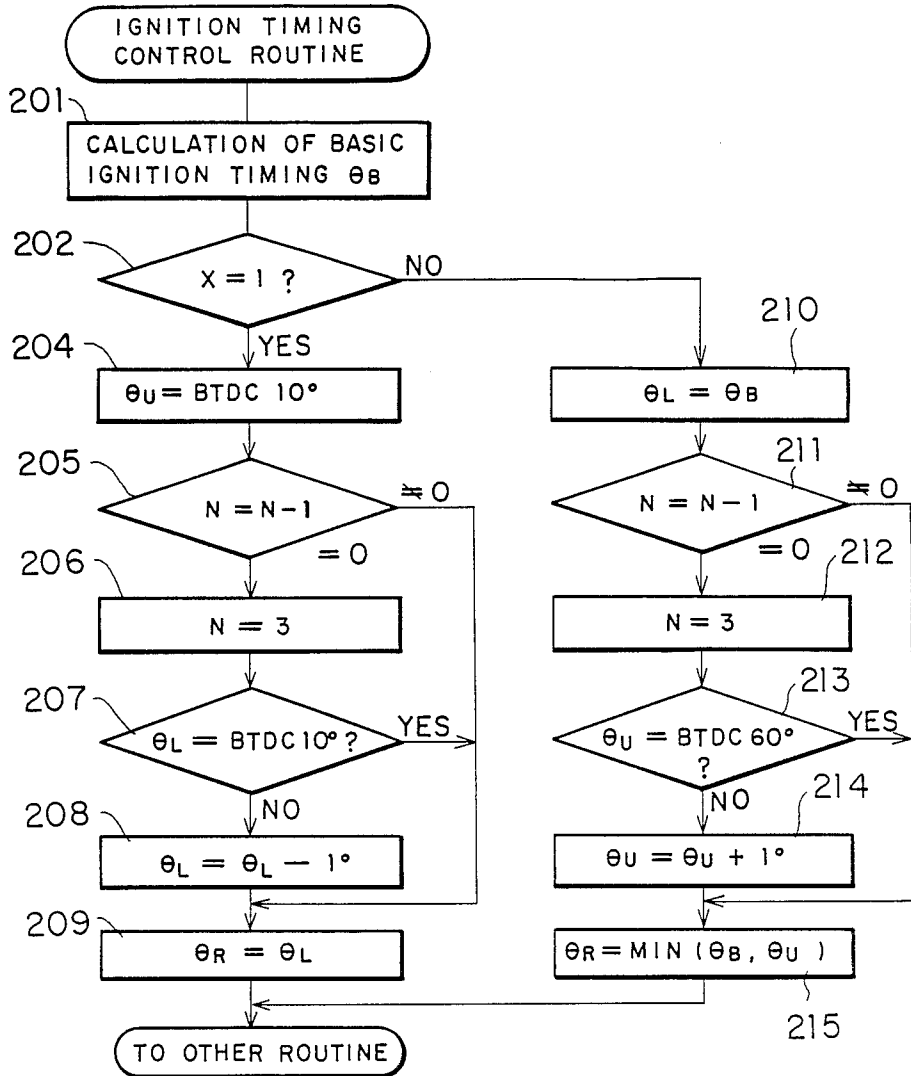 IGNITION TIMING
CONTROL ROUTINE
201
CALCULATION OF BASIC
IGNITION TIMING θB
202
X = 1 ?
NO
YES
204
θU = BTDC 10°
205
N = N-1
≠ 0
= 0
206
N = 3
207
θL = BTDC 10° ?
YES
NO
208
θL = θL - 1°
209
θR = θL
210
θL = θB
211
N = N-1
≠ 0
= 0
212
N = 3
213
θU = BTDC 60°
?
YES
NO
214
θU = θU + 1°
θR = MIN (θB, θU)
215
TO OTHER ROUTINE